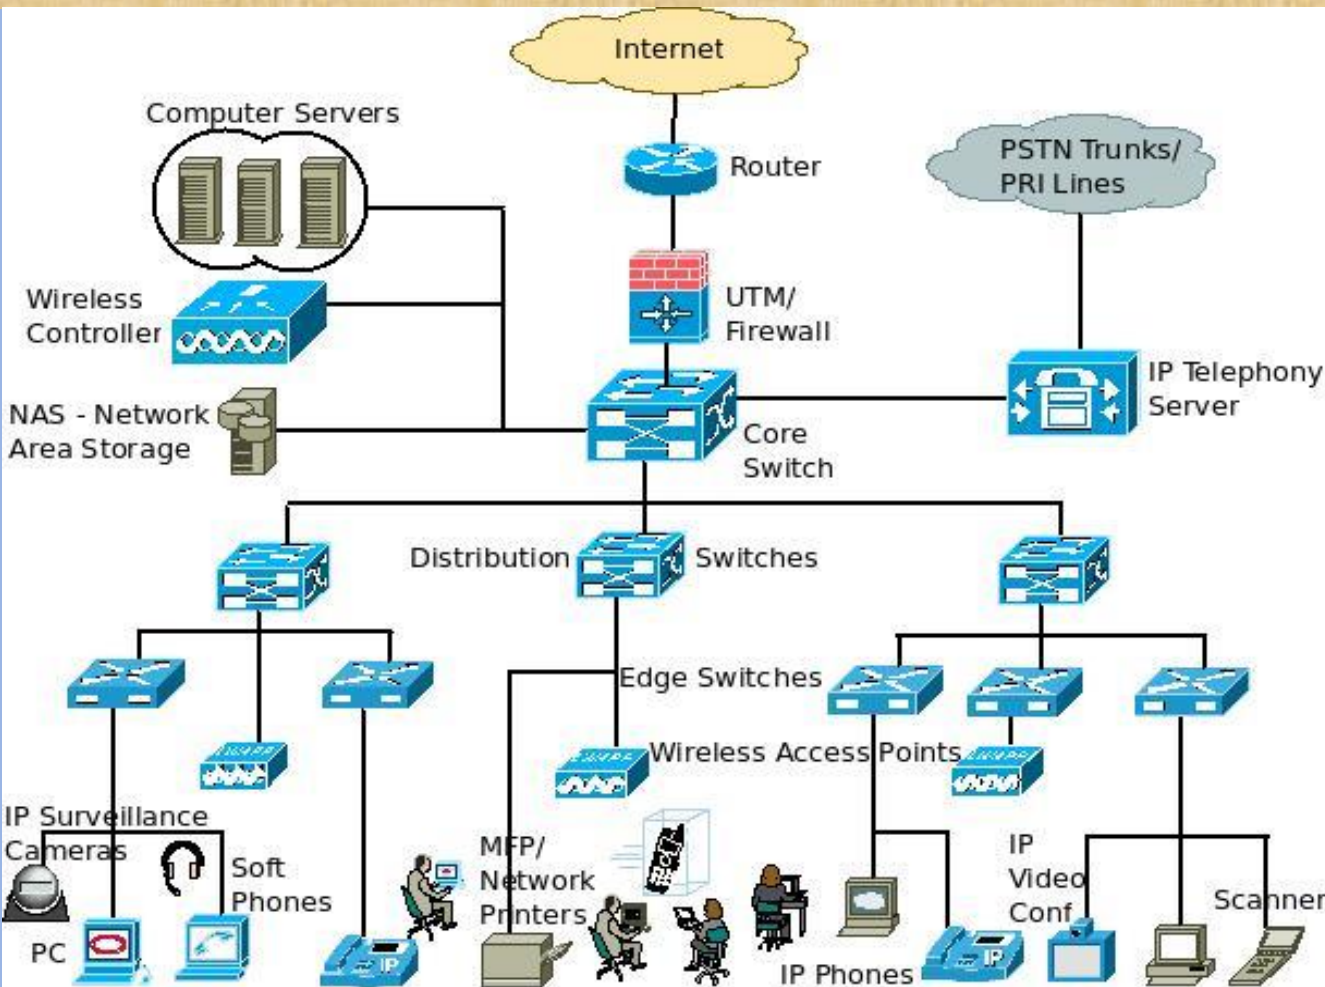 Internet
Computer Servers
Router
PSTN Trunks/
PRI Lines
Wireless
Controller
UTM/
Firewall
NAS - Network
Area Storage
IP Telephony
Server
Core
Switch
Distribution
Switches
Edge Switches
Wireless Access Points
IP Surveillance
Cameras
Soft
Phones
MFP/
Network
Printers
IP
Video
Conf
Scanner
PC
IP
IP Phones
IP